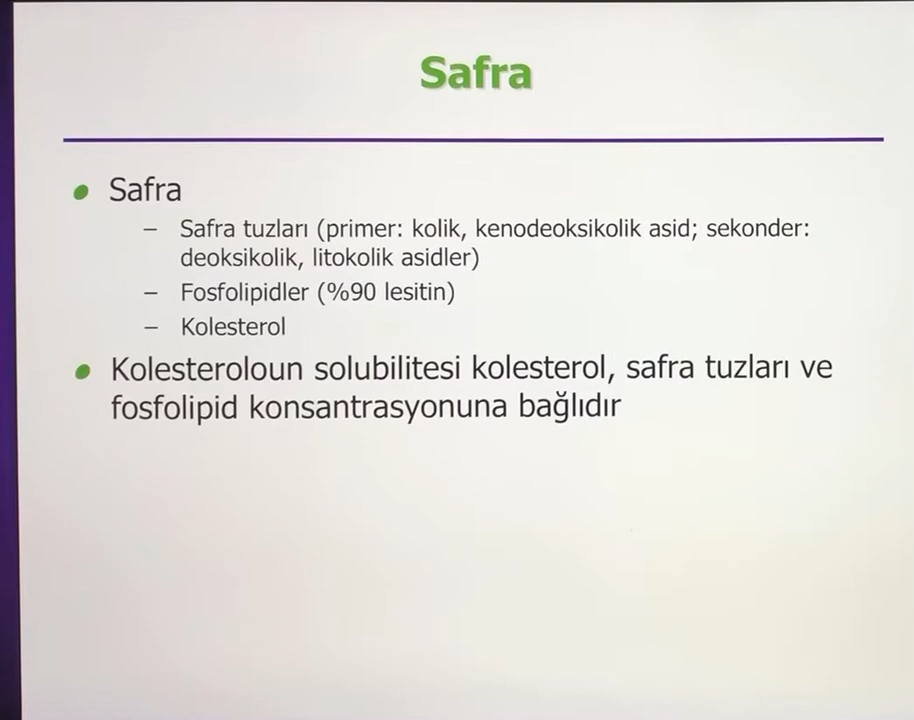 Safra
Safra
– Safra tuzları (primer: kolik, kenodeoksikolik asid; sekonder:
deoksikolik, litokolik asidler)
– Fosfolipidler (%90 lesitin)
– Kolesterol
Kolesteroloun solubilitesi kolesterol, safra tuzları ve
fosfolipid konsantrasyonuna bağlıdır